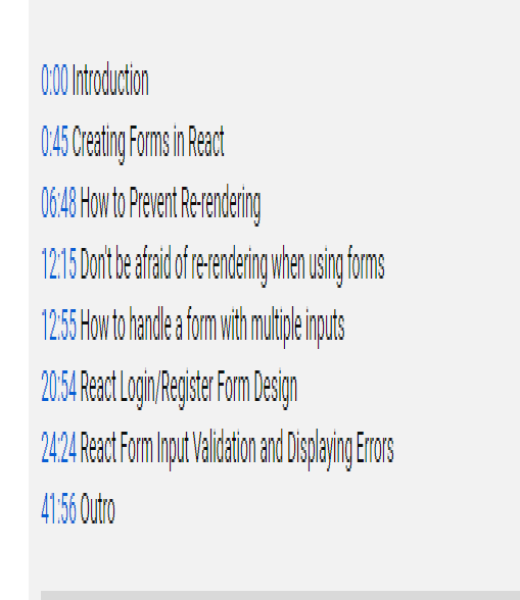 0:00 Introduction
0:45 Creating Forms in React
06:48 How to Prevent Re-rendering
12:15 Don't be afraid of re-rendering when using forms
12:55 How to handle a form with multiple inputs
20:54 React Login/Register Form Design
24:24 React Form Input Validation and Displaying Errors
41:56 Outro